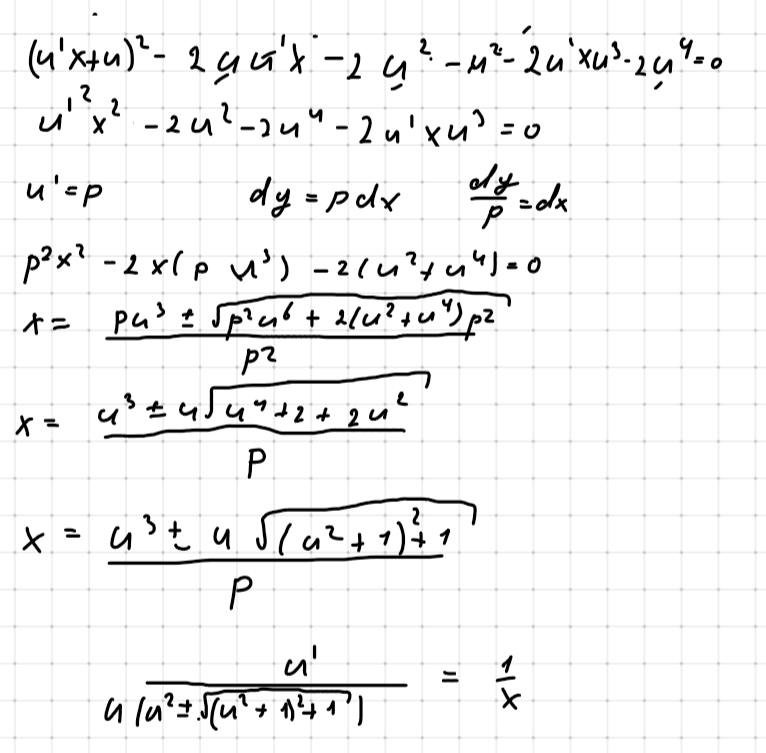 (u'x+u)² - 2uu'x - 2u² - u² - 2u'xu³ - 2u⁴ = 0
u'²x² - 2u² - 2u⁴ - 2u'xu³ = 0
u' = p dy = pdx dy/p = dx
p²x² - 2x(pu³) - 2(u² + u⁴) = 0
x = (pu³ ± √(p²u⁶ + 2(u² + u⁴)p²))/p²
x = (u³ ± u√(u⁴ + 2 + 2u²))/p
x = (u³ ± u√((u² + 1)² + 1))/p
u'/(u(u² ± √((u² + 1)² + 1))) = 1/x